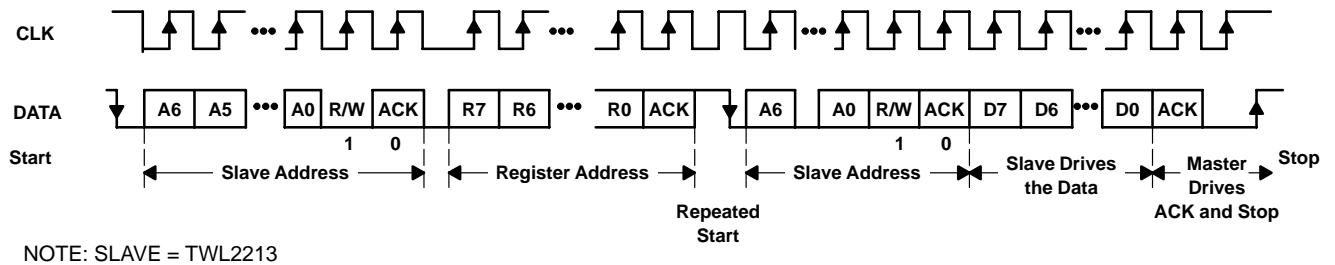 CLK
DATA
A6 A5 ••• A0 R/W ACK R7 R6 ••• R0 ACK A6 A0 R/W ACK D7 D6 ••• D0 ACK
1 0 1 0
Start
Slave Address
Register Address
Repeated
Start
Slave Address
Slave Drives
the Data
Master
Drives
ACK and Stop
Stop
NOTE: SLAVE = TWL2213